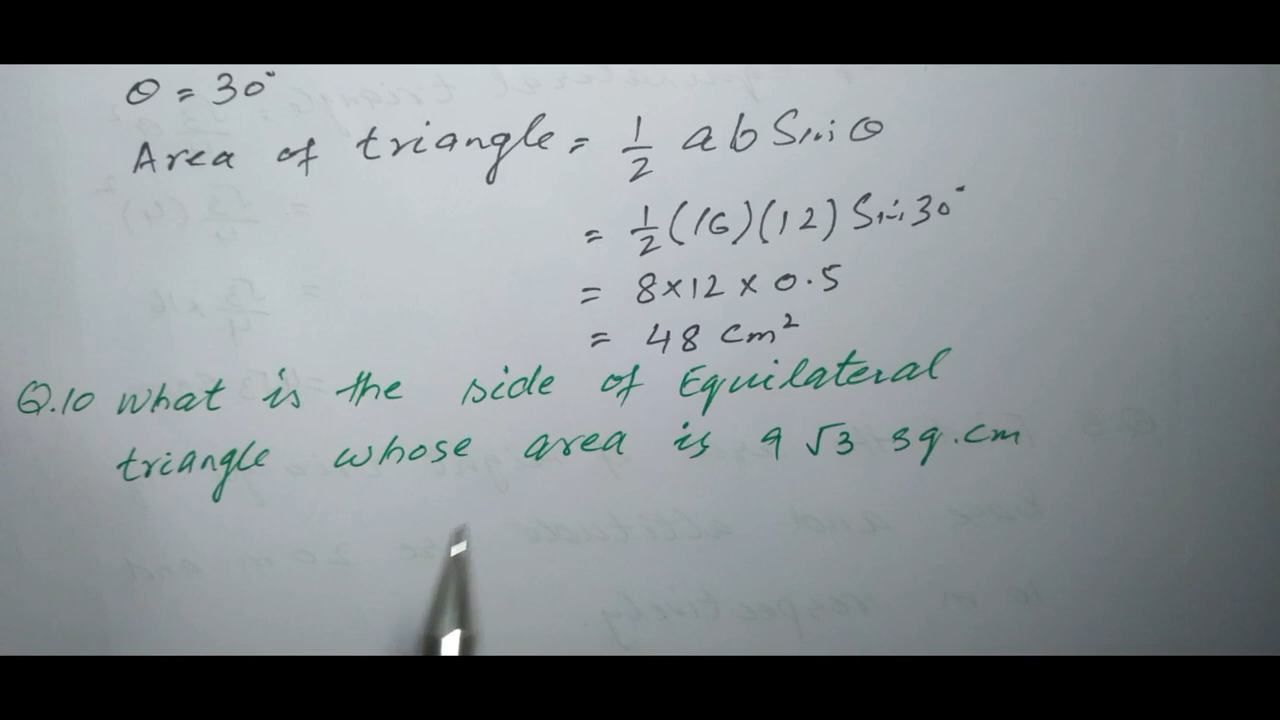 θ = 30°
Area of triangle = 1/2 ab Sin θ
= 1/2 (16)(12) Sin 30°
= 8×12 × 0.5
= 48 cm²
Q.10 What is the side of Equilateral
triangle whose area is 9 √3 sq.cm